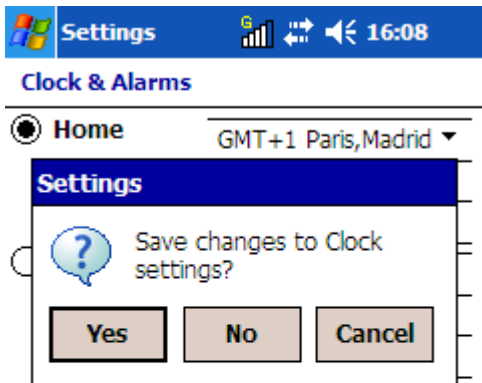 Settings G 16:08
Clock & Alarms
Home GMT+1 Paris,Madrid
Settings
Save changes to Clock
settings?
Yes No Cancel